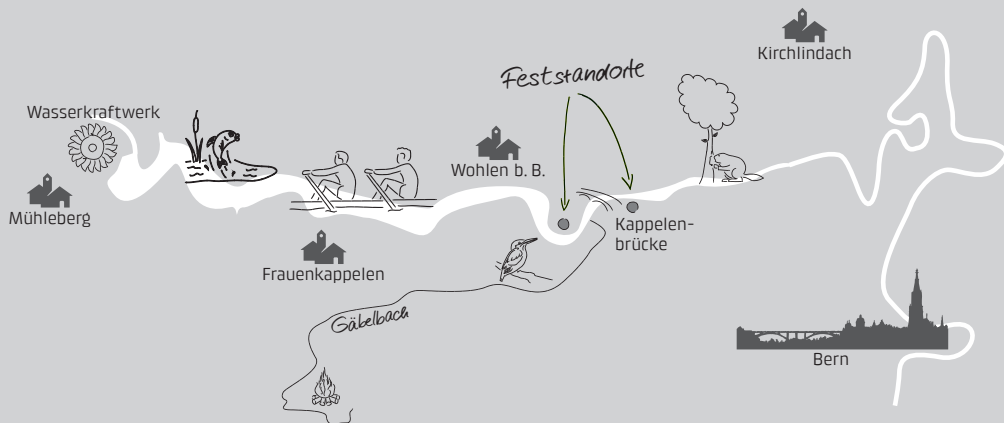 Kirchlindach
Feststandorte
Wasserkraftwerk
Wohlen b. B.
Mühleberg
Kappelen-
brücke
Frauenkappelen
Gäbelbach
Bern